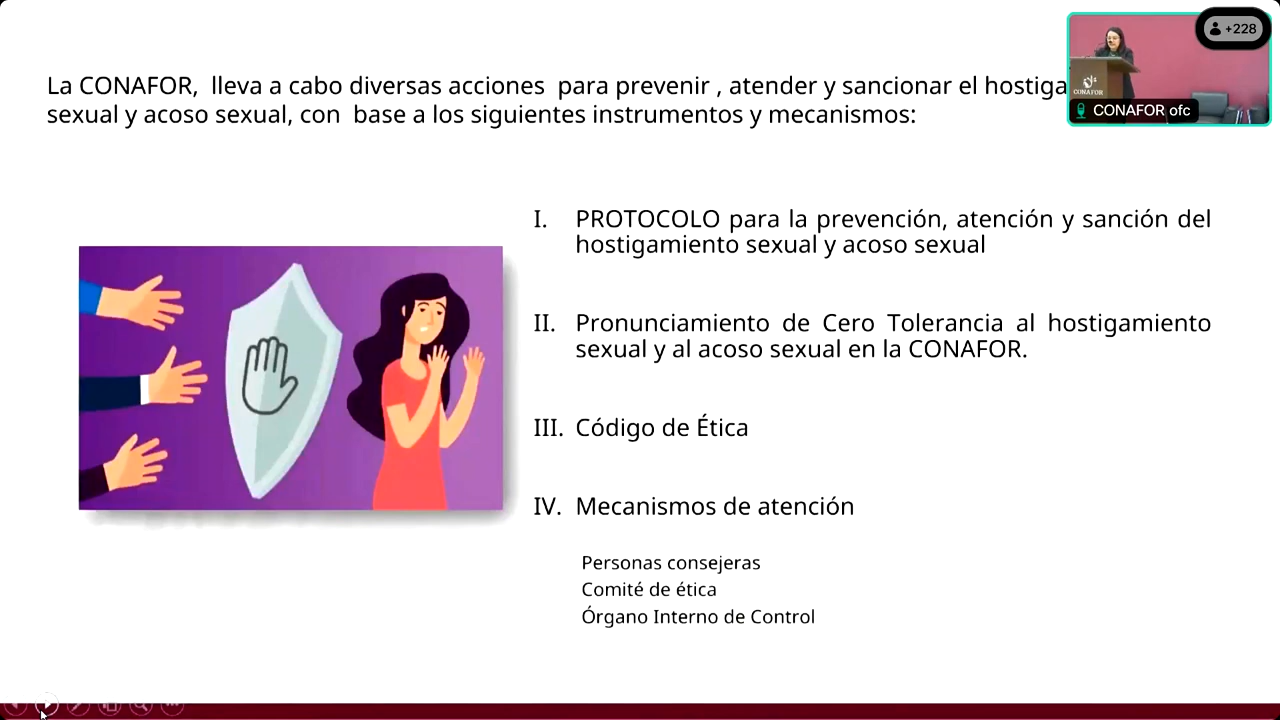 +228
La CONAFOR, lleva a cabo diversas acciones para prevenir , atender y sancionar el hostiga
sexual y acoso sexual, con base a los siguientes instrumentos y mecanismos:
CONAFOR
CONAFOR ofc
I. PROTOCOLO para la prevención, atención y sanción del
hostigamiento sexual y acoso sexual
II. Pronunciamiento de Cero Tolerancia al hostigamiento
sexual y al acoso sexual en la CONAFOR.
III. Código de Ética
IV. Mecanismos de atención
Personas consejeras
Comité de ética
Órgano Interno de Control